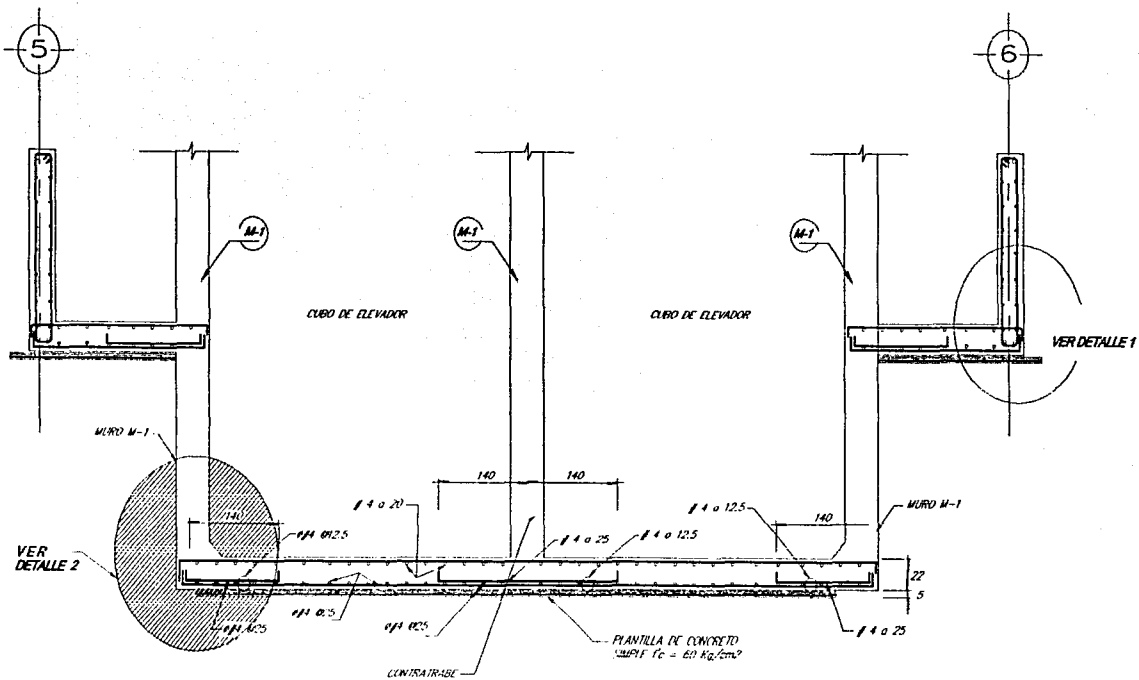 5
6
M-1
M-1
M-1
CUBO DE ELEVADOR
CUBO DE ELEVADOR
VER DETALLE 1
MURO M-1
140
140
# 4 a 20
# 4 a 12.5
# 4 a 12.5
140
140
MURO M-1
# 4 a 25
VER
DETALLE 2
22
5
# 4 a 25
PLANTILLA DE CONCRETO
SIMPLE f'c = 60 Kg/cm2
CONTRATRABE